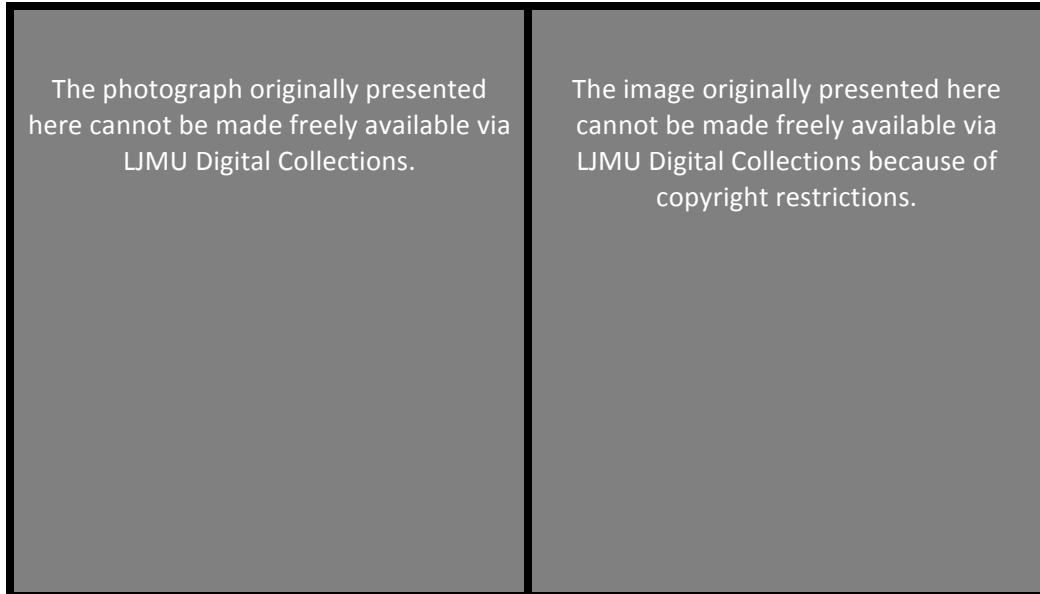 The photograph originally presented
here cannot be made freely available via
LJMU Digital Collections.
The image originally presented here
cannot be made freely available via
LJMU Digital Collections because of
copyright restrictions.